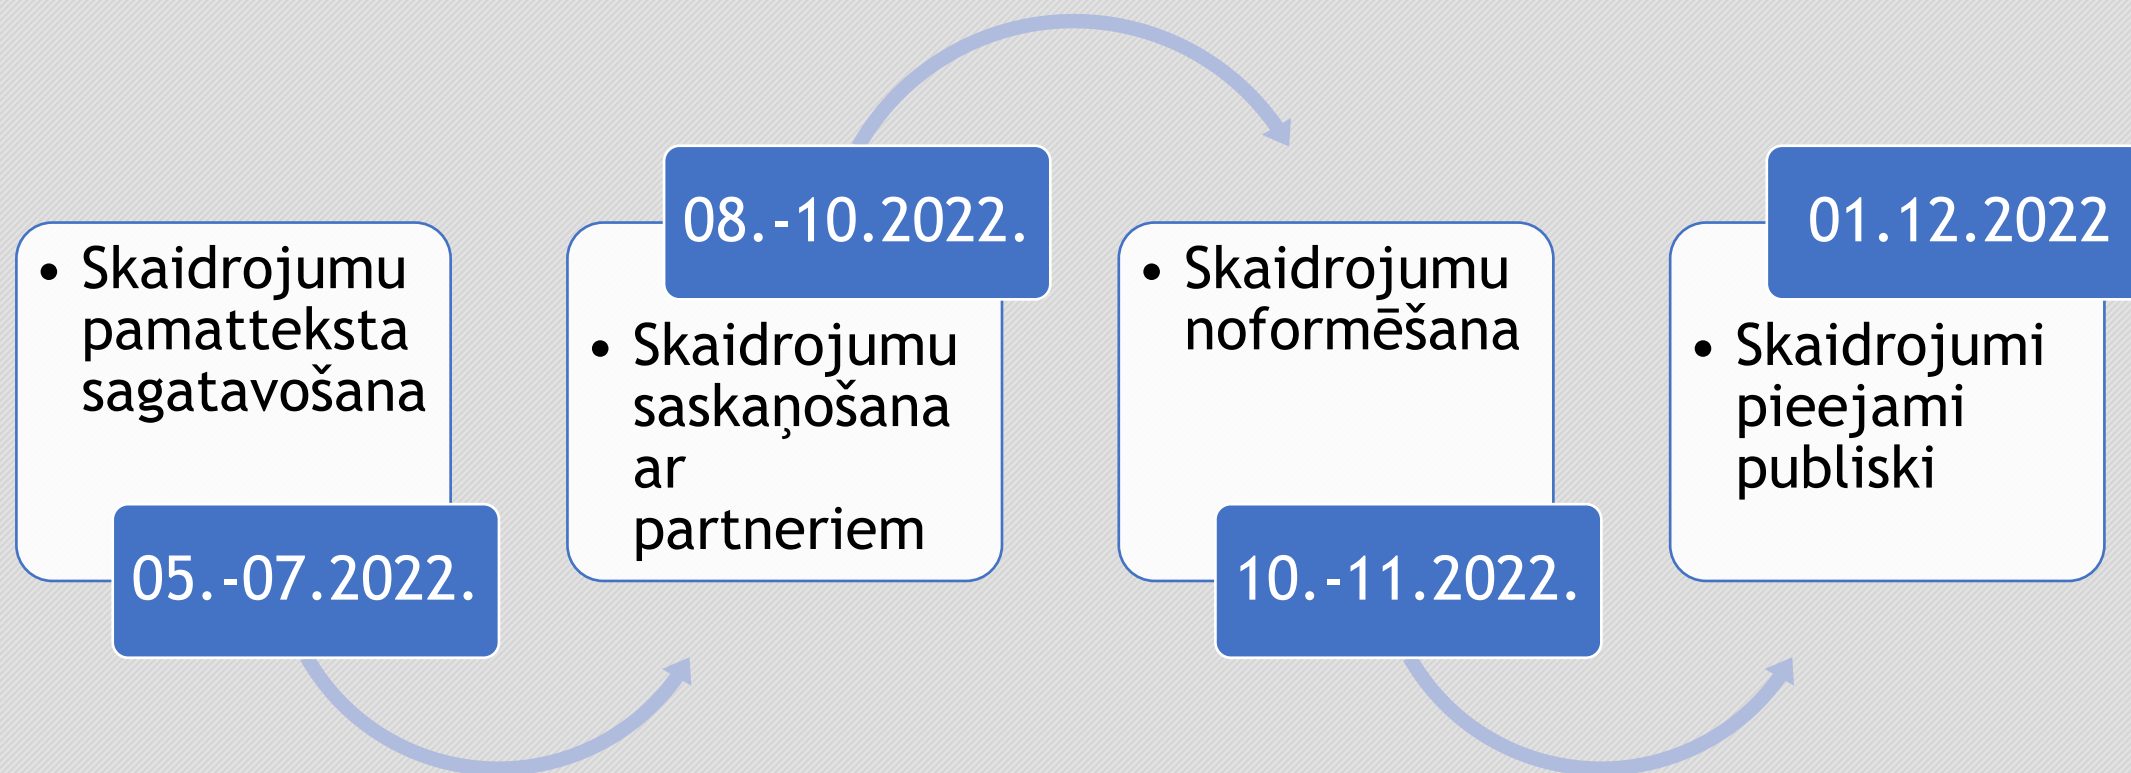 • Skaidrojumu
pamatteksta
sagatavošana
05.-07.2022.
08.-10.2022.
• Skaidrojumu
saskaņošana
ar
partneriem
• Skaidrojumu
noformēšana
10.-11.2022.
01.12.2022
• Skaidrojumi
pieejami
publiski